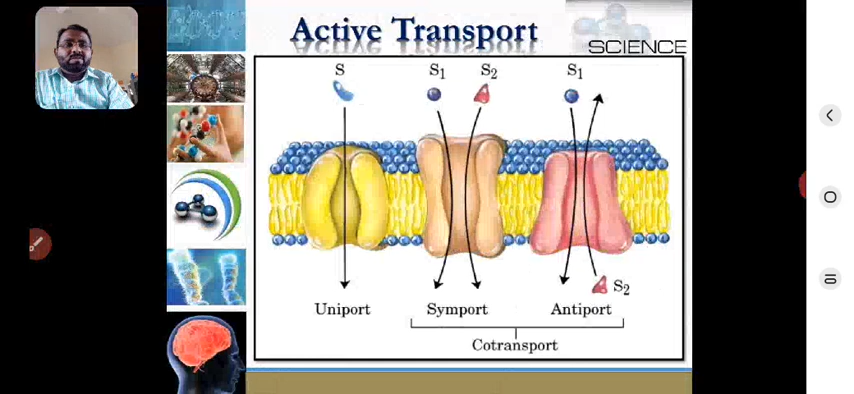 Active Transport
SCIENCE
S
S1
S2
S1
S2
Uniport
Symport
Antiport
Cotransport